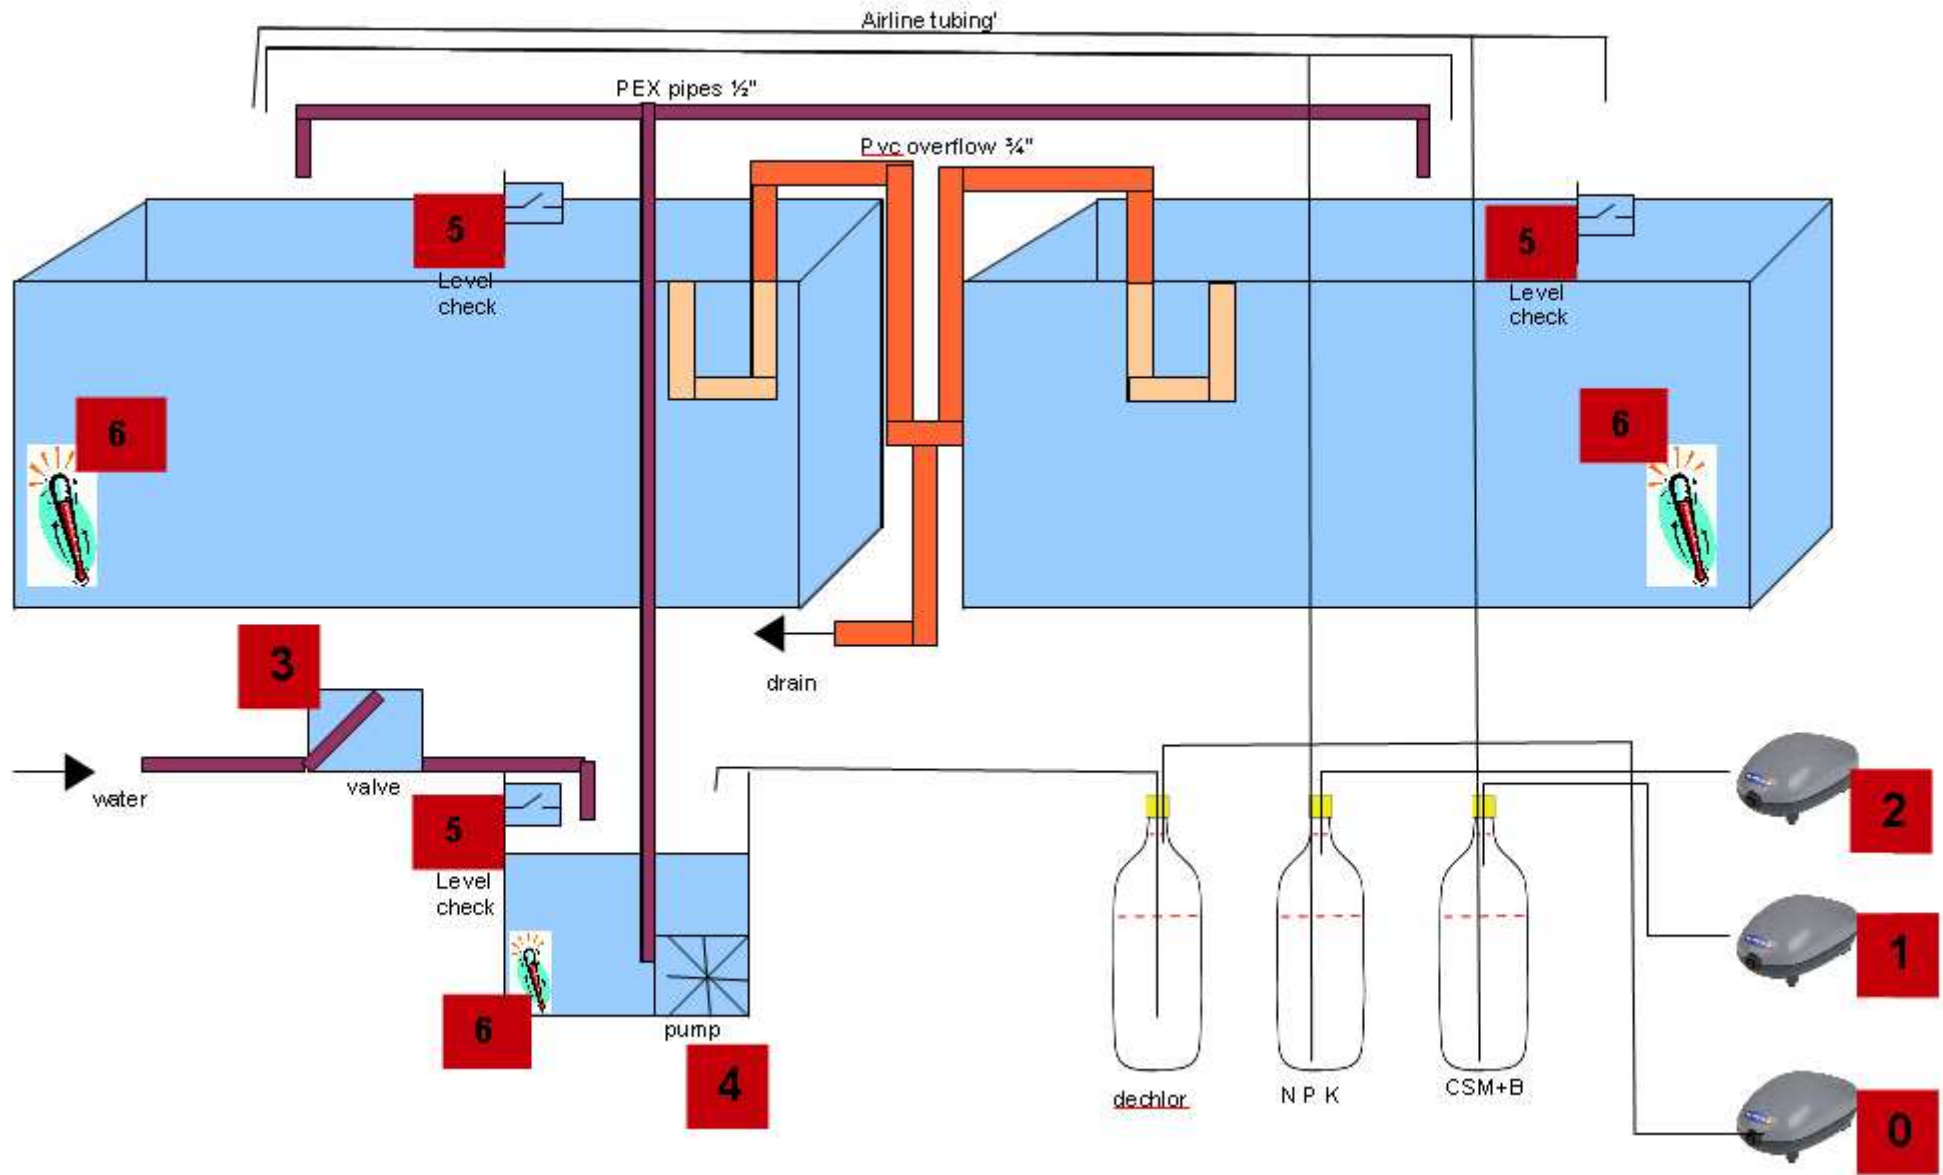 Airline tubing'
PEX pipes ½"
Pvc overflow ¾"
5
Level
check
5
Level
check
6
6
3
valve
water
drain
5
Level
check
6
pump
4
dechlor
N P K
CSM+B
2
1
0